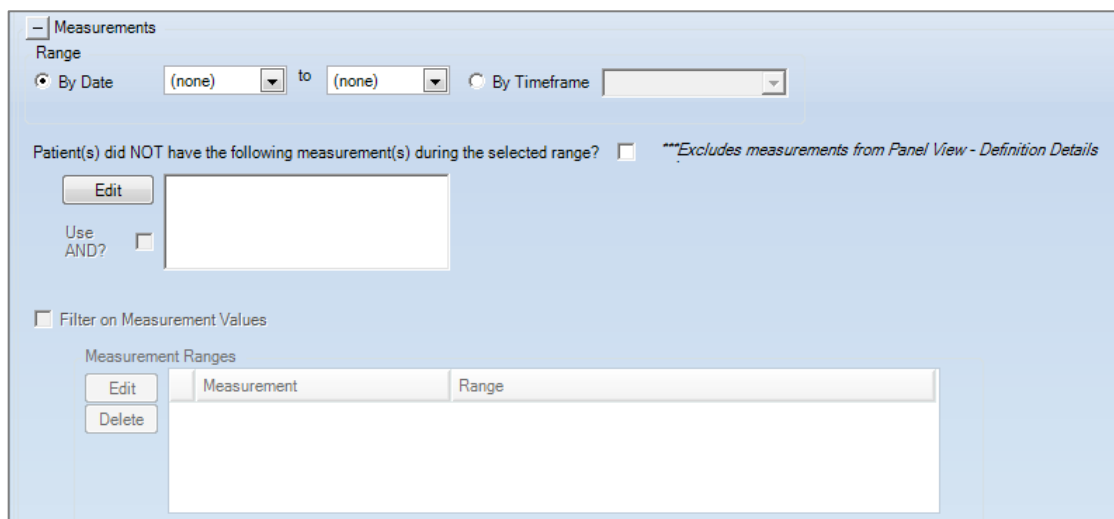 Measurements
Range
By Date (none) to (none) By Timeframe
Patient(s) did NOT have the following measurement(s) during the selected range? ***Excludes measurements from Panel View - Definition Details
Edit
Use
AND?
Filter on Measurement Values
Measurement Ranges
Edit Measurement Range
Delete